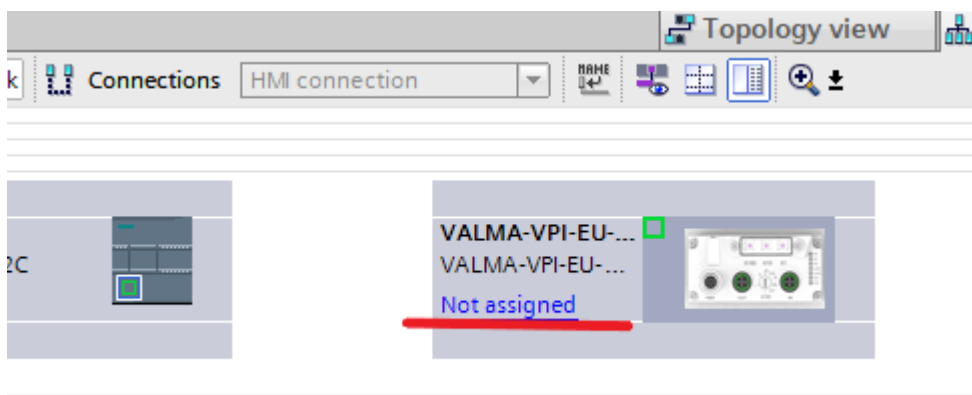 Topology view
k Connections HMI connection NAME
2C
VALMA-VPI-EU-...
VALMA-VPI-EU-...
Not assigned